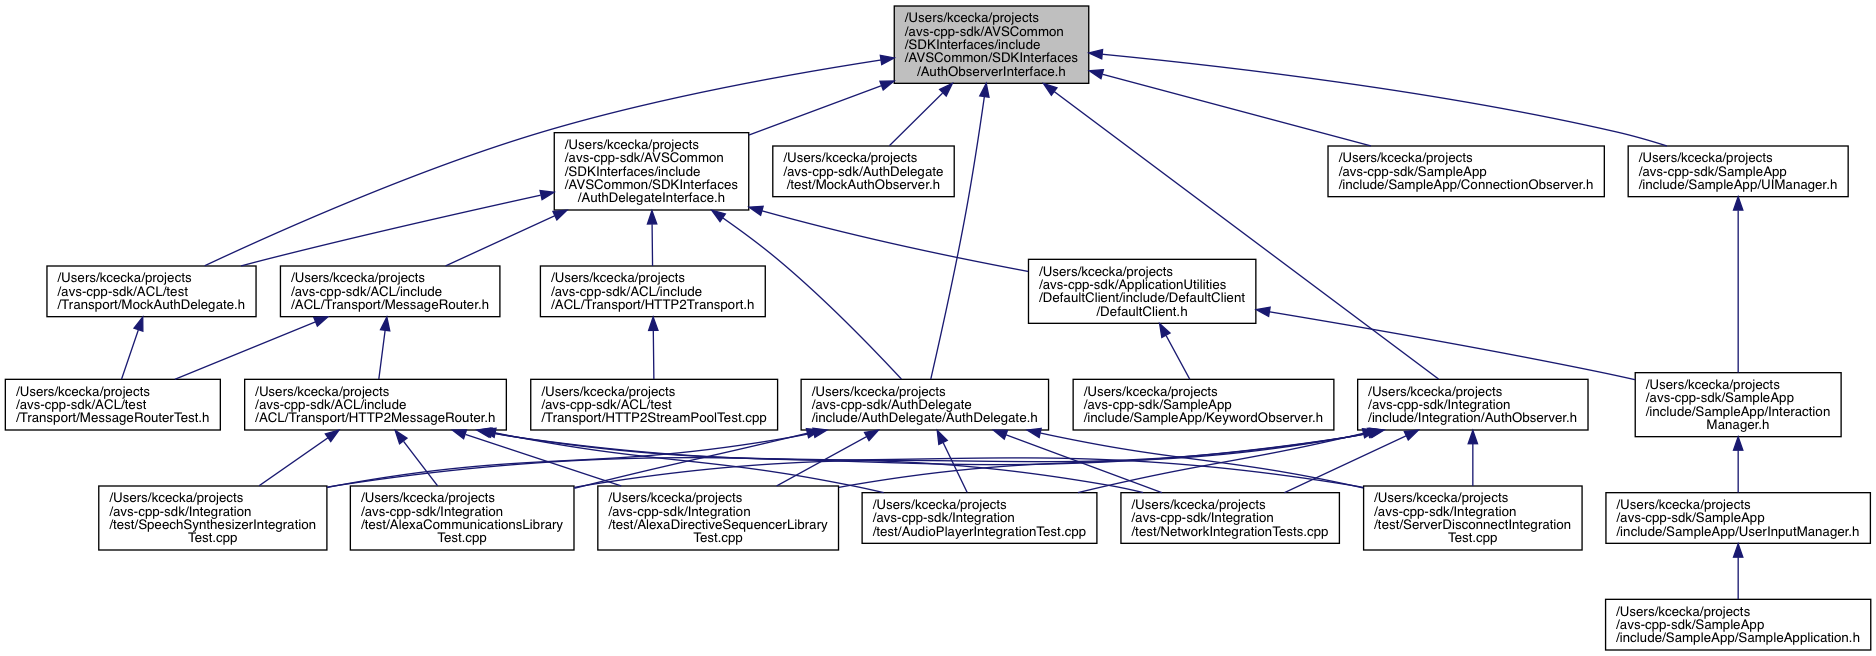 /Users/kcecka/projects
/avs-cpp-sdk/AVSCommon
/SDKInterfaces/include
/AVSCommon/SDKInterfaces
/AuthObserverInterface.h
/Users/kcecka/projects
/avs-cpp-sdk/AVSCommon
/SDKInterfaces/include
/AVSCommon/SDKInterfaces
/AuthDelegateInterface.h
/Users/kcecka/projects
/avs-cpp-sdk/AuthDelegate
/test/MockAuthObserver.h
/Users/kcecka/projects
/avs-cpp-sdk/SampleApp
/include/SampleApp/ConnectionObserver.h
/Users/kcecka/projects
/avs-cpp-sdk/SampleApp
/include/SampleApp/UIManager.h
/Users/kcecka/projects
/avs-cpp-sdk/ACL/test
/Transport/MockAuthDelegate.h
/Users/kcecka/projects
/avs-cpp-sdk/ACL/include
/ACL/Transport/MessageRouter.h
/Users/kcecka/projects
/avs-cpp-sdk/ACL/include
/ACL/Transport/HTTP2Transport.h
/Users/kcecka/projects
/avs-cpp-sdk/ApplicationUtilities
/DefaultClient/include/DefaultClient
/DefaultClient.h
/Users/kcecka/projects
/avs-cpp-sdk/ACL/test
/Transport/MessageRouterTest.h
/Users/kcecka/projects
/avs-cpp-sdk/ACL/include
/ACL/Transport/HTTP2MessageRouter.h
/Users/kcecka/projects
/avs-cpp-sdk/ACL/test
/Transport/HTTP2StreamPoolTest.cpp
/Users/kcecka/projects
/avs-cpp-sdk/AuthDelegate
/include/AuthDelegate/AuthDelegate.h
/Users/kcecka/projects
/avs-cpp-sdk/SampleApp
/include/SampleApp/KeywordObserver.h
/Users/kcecka/projects
/avs-cpp-sdk/Integration
/include/Integration/AuthObserver.h
/Users/kcecka/projects
/avs-cpp-sdk/SampleApp
/include/SampleApp/Interaction
Manager.h
/Users/kcecka/projects
/avs-cpp-sdk/Integration
/test/SpeechSynthesizerIntegration
Test.cpp
/Users/kcecka/projects
/avs-cpp-sdk/Integration
/test/AlexaCommunicationsLibrary
Test.cpp
/Users/kcecka/projects
/avs-cpp-sdk/Integration
/test/AlexaDirectiveSequencerLibrary
Test.cpp
/Users/kcecka/projects
/avs-cpp-sdk/Integration
/test/AudioPlayerIntegrationTest.cpp
/Users/kcecka/projects
/avs-cpp-sdk/Integration
/test/NetworkIntegrationTests.cpp
/Users/kcecka/projects
/avs-cpp-sdk/Integration
/test/ServerDisconnectIntegration
Test.cpp
/Users/kcecka/projects
/avs-cpp-sdk/SampleApp
/include/SampleApp/UserInputManager.h
/Users/kcecka/projects
/avs-cpp-sdk/SampleApp
/include/SampleApp/SampleApplication.h